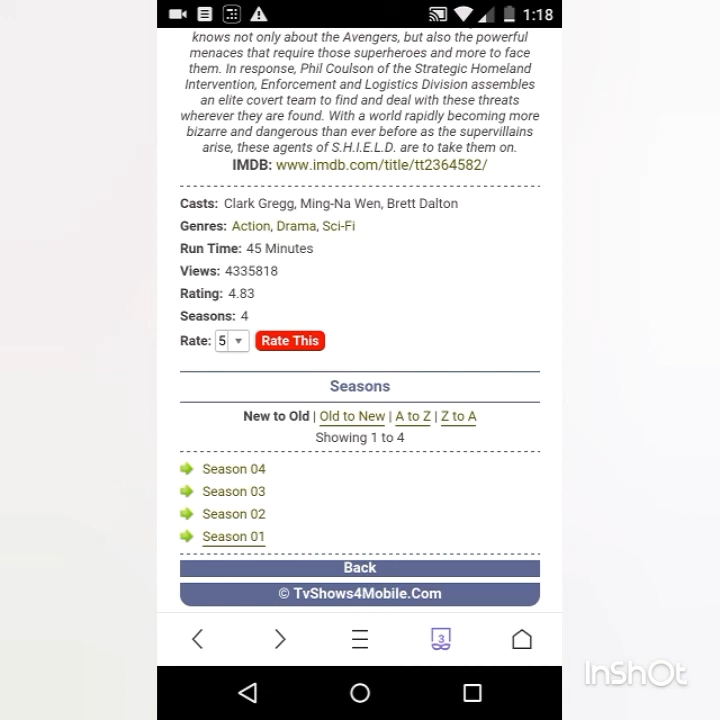 1:18
knows not only about the Avengers, but also the powerful
menaces that require those superheroes and more to face
them. In response, Phil Coulson of the Strategic Homeland
Intervention, Enforcement and Logistics Division assembles
an elite covert team to find and deal with these threats
wherever they are found. With a world rapidly becoming more
bizarre and dangerous than ever before as the supervillains
arise, these agents of S.H.I.E.L.D. are to take them on.
IMDB: www.imdb.com/title/tt2364582/
Casts: Clark Gregg, Ming-Na Wen, Brett Dalton
Genres: Action, Drama, Sci-Fi
Run Time: 45 Minutes
Views: 4335818
Rating: 4.83
Seasons: 4
Rate: 5 Rate This
Seasons
New to Old | Old to New | A to Z | Z to A
Showing 1 to 4
Season 04
Season 03
Season 02
Season 01
Back
© TvShows4Mobile.Com
3
InShOt